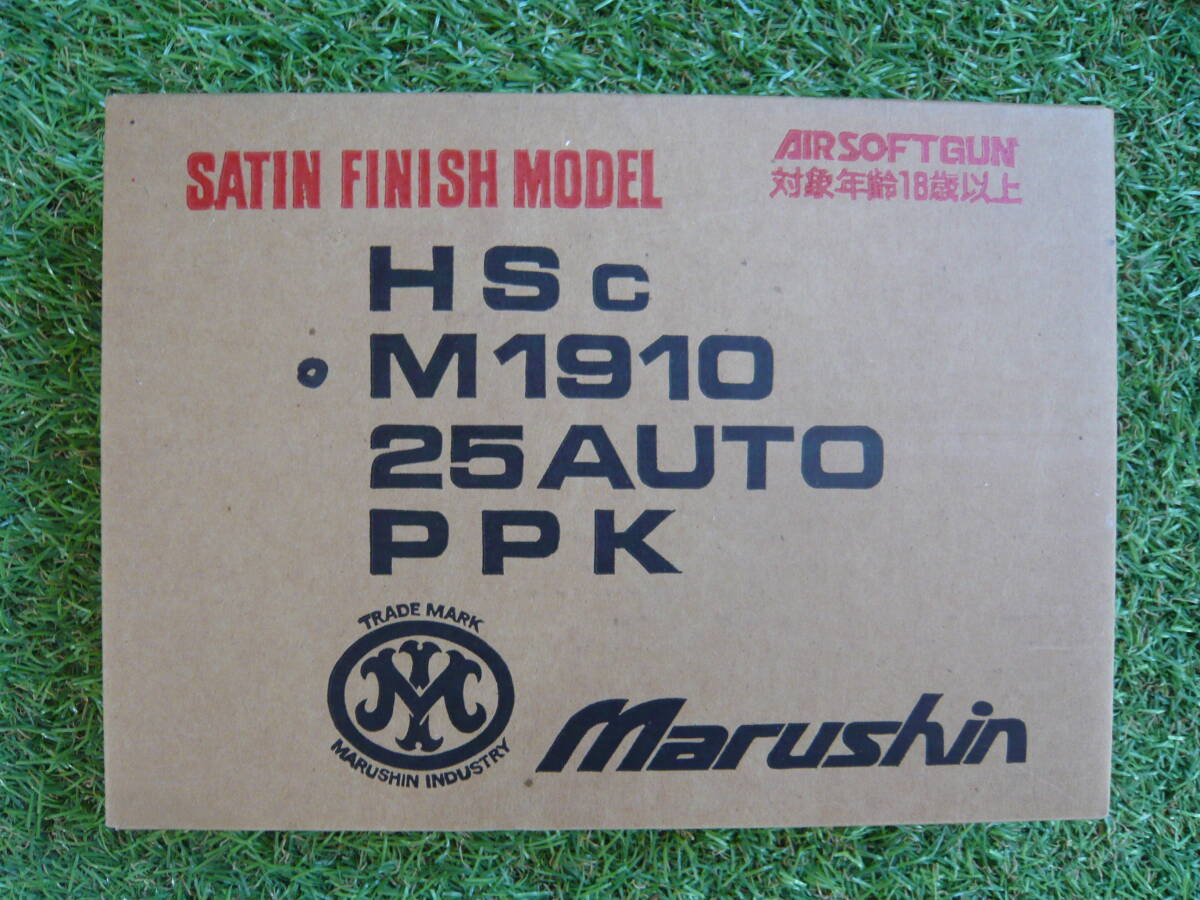 SATIN FINISH MODEL
AIRSOFTGUN
対象年齢18歳以上
HSc
M1910
25AUTO
PPK
TRADE MARK
M
MARUSHIN INDUSTRY
Marushin